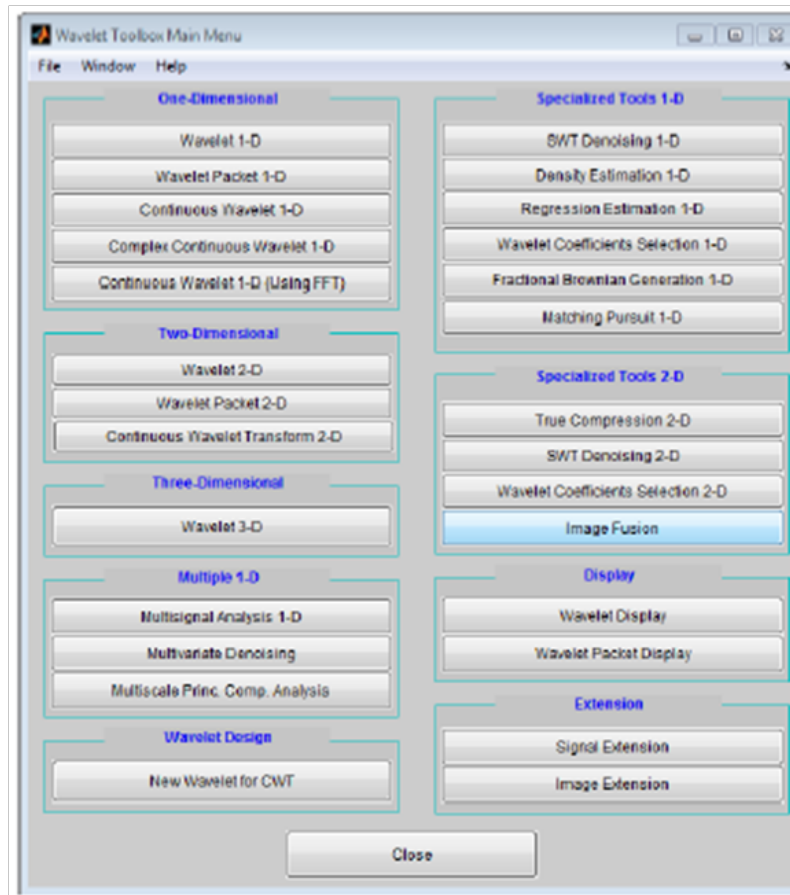 Wavelet Toolbox Main Menu
File Window Help
One-Dimensional
Wavelet 1-D
Wavelet Packet 1-D
Continuous Wavelet 1-D
Complex Continuous Wavelet 1-D
Continuous Wavelet 1-D (Using FFT)
Two-Dimensional
Wavelet 2-D
Wavelet Packet 2-D
Continuous Wavelet Transform 2-D
Three-Dimensional
Wavelet 3-D
Multiple 1-D
Multisignal Analysis 1-D
Multivariate Denoising
Multiscale Princ. Comp. Analysis
Wavelet Design
New Wavelet for CWT
Specialized Tools 1-D
SWT Denoising 1-D
Density Estimation 1-D
Regression Estimation 1-D
Wavelet Coefficients Selection 1-D
Fractional Brownian Generation 1-D
Matching Pursuit 1-D
Specialized Tools 2-D
True Compression 2-D
SWT Denoising 2-D
Wavelet Coefficients Selection 2-D
Image Fusion
Display
Wavelet Display
Wavelet Packet Display
Extension
Signal Extension
Image Extension
Close